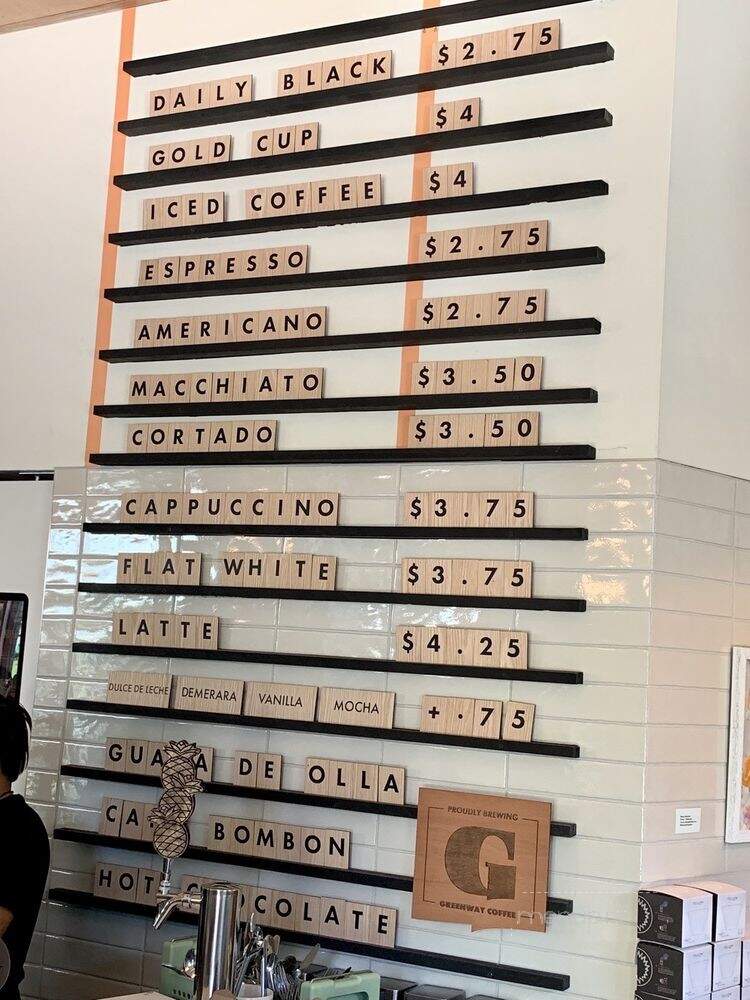 DAILY BLACK $2.75
GOLD CUP $4
ICED COFFEE $4
ESPRESSO $2.75
AMERICANO $2.75
MACCHIATO $3.50
CORTADO $3.50
CAPPUCCINO $3.75
FLAT WHITE $3.75
LATTE $4.25
DULCE DE LECHE DEMERARA VANILLA MOCHA +.75
DE OLLA
BOMBON
HOT
PROUDLY BREWING
G
GREENWAY COFFEE